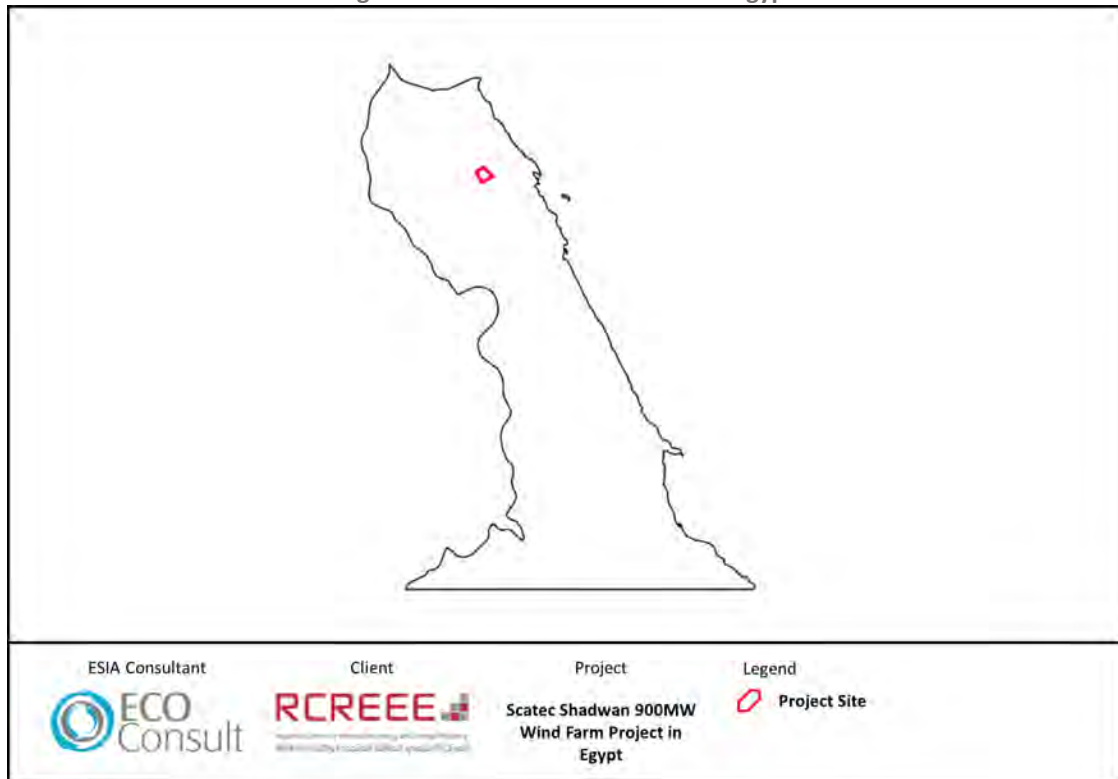 ESIA Consultant
Client
Project
Legend
ECO
Consult
RCREEE
Scatec Shadwan 900MW
Wind Farm Project in
Egypt
Project Site